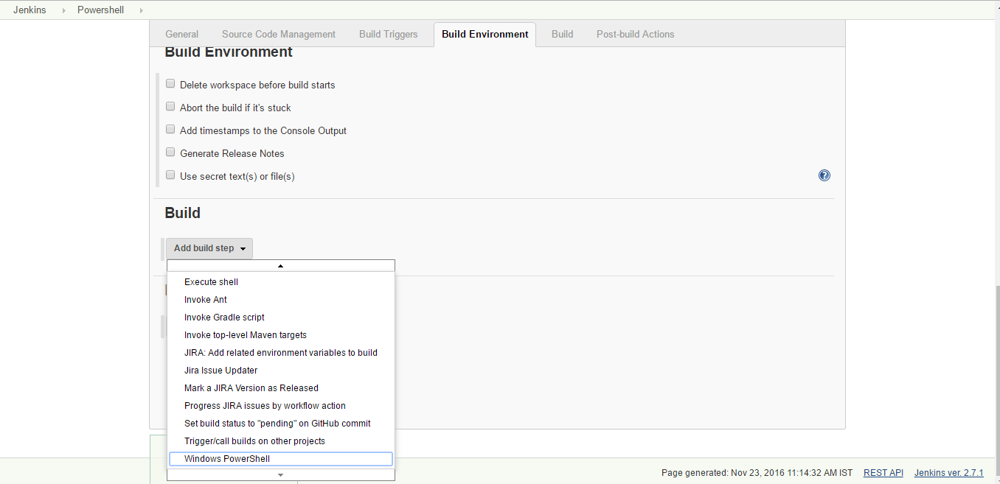 Jenkins Powershell
General Source Code Management Build Triggers Build Environment Build Post-build Actions
Build Environment
Delete workspace before build starts
Abort the build if it's stuck
Add timestamps to the Console Output
Generate Release Notes
Use secret text(s) or file(s)
?
Build
Add build step
Execute shell
Invoke Ant
Invoke Gradle script
Invoke top-level Maven targets
JIRA: Add related environment variables to build
Jira Issue Updater
Mark a JIRA Version as Released
Progress JIRA issues by workflow action
Set build status to "pending" on GitHub commit
Trigger/call builds on other projects
Windows PowerShell
Page generated: Nov 23, 2016 11:14:32 AM IST REST API Jenkins ver. 2.7.1